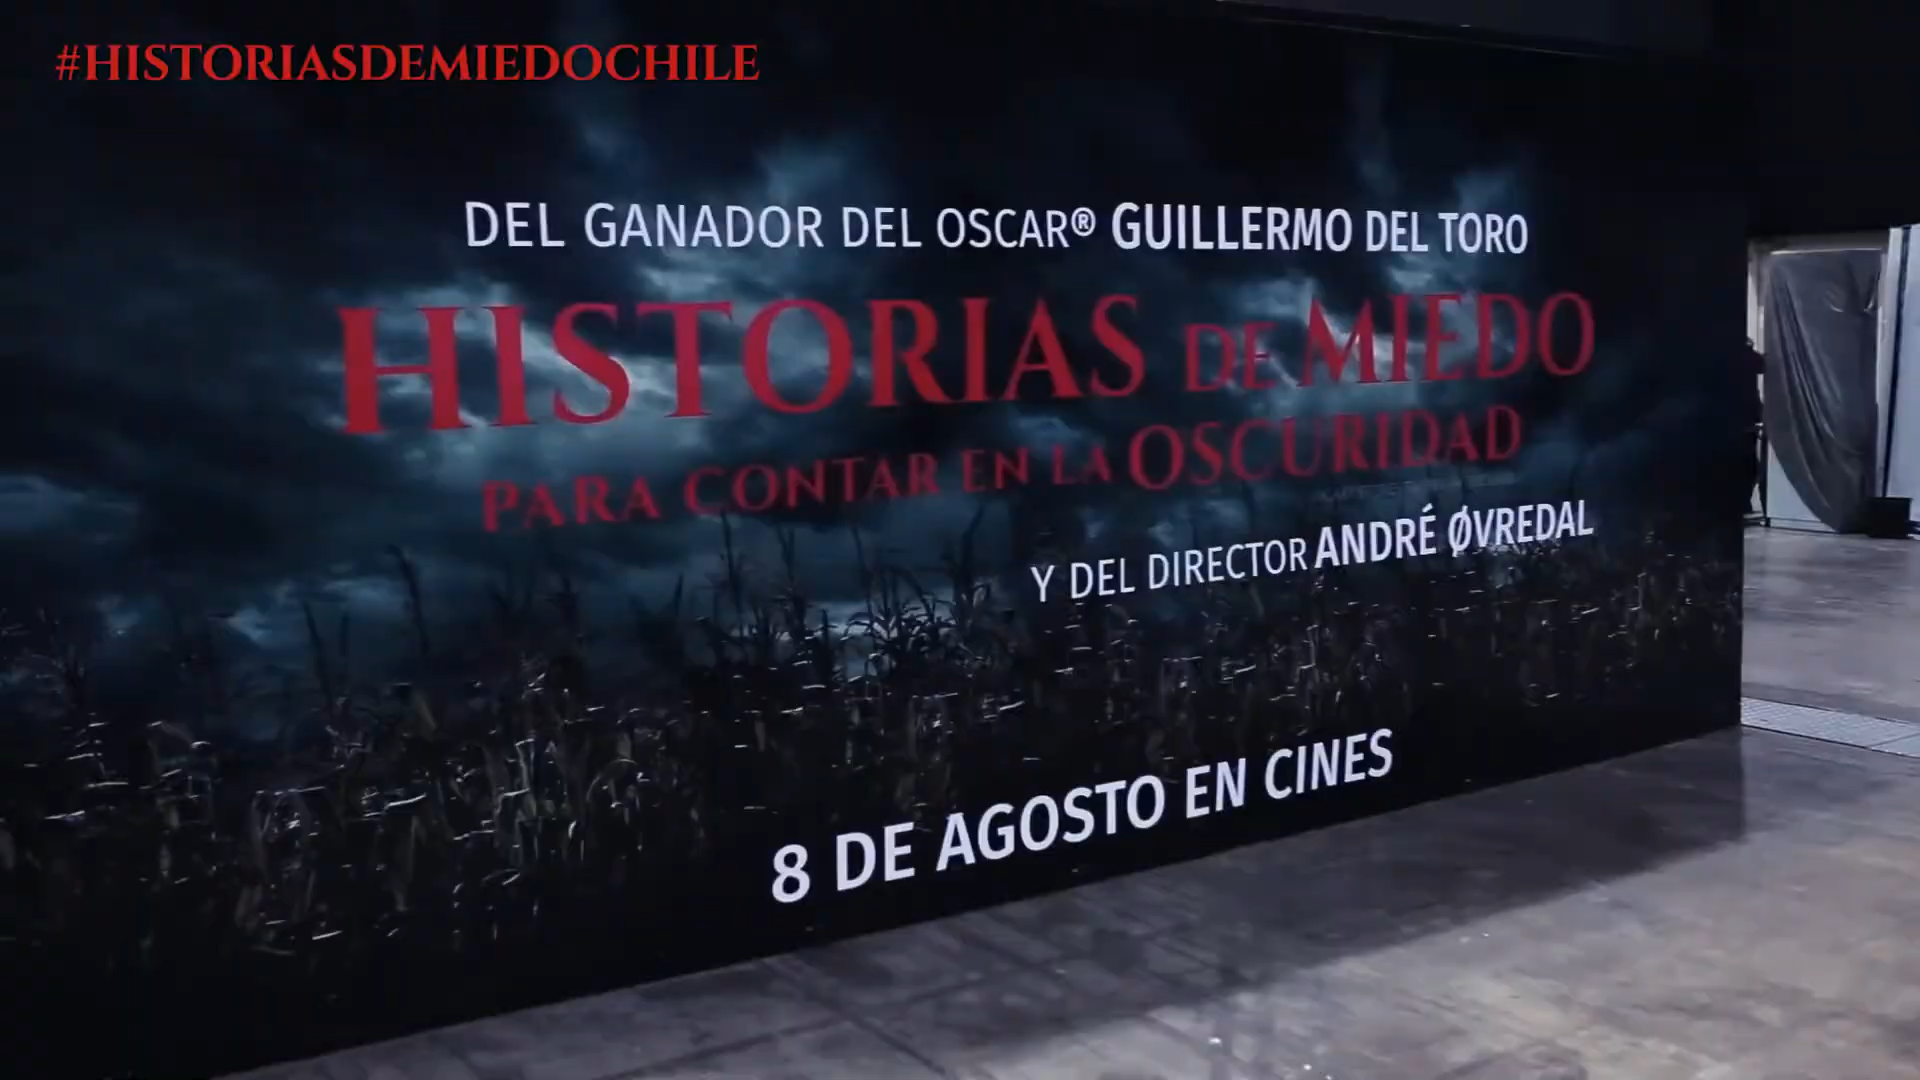 #HISTORIASDEMIEDOCHILE
DEL GANADOR DEL OSCAR® GUILLERMO DEL TORO
HISTORIAS DE MIEDO
PARA CONTAR EN LA OSCURIDAD
Y DEL DIRECTOR ANDRÉ ØVREDAL
8 DE AGOSTO EN CINES